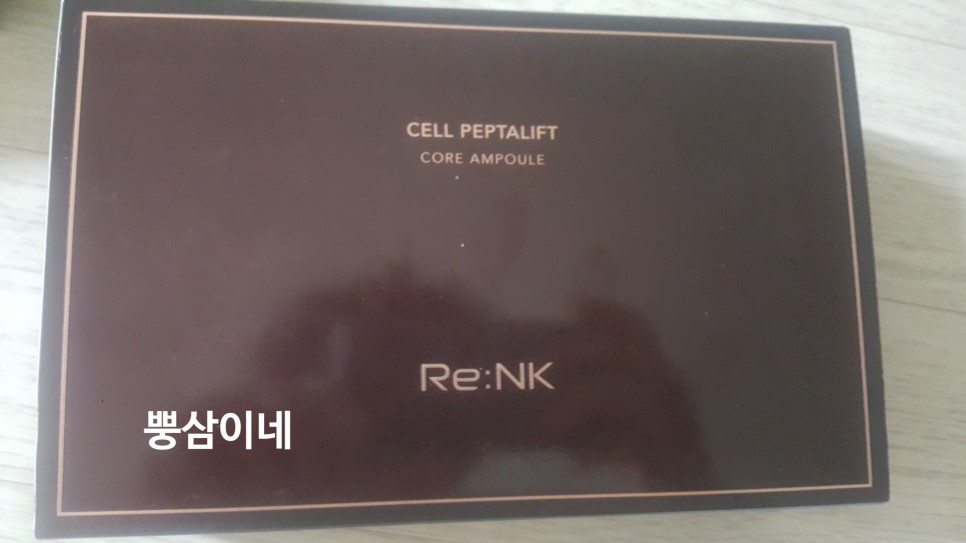 CELL PEPTALIFT
CORE AMPOULE
Re:NK
뿡삼이네